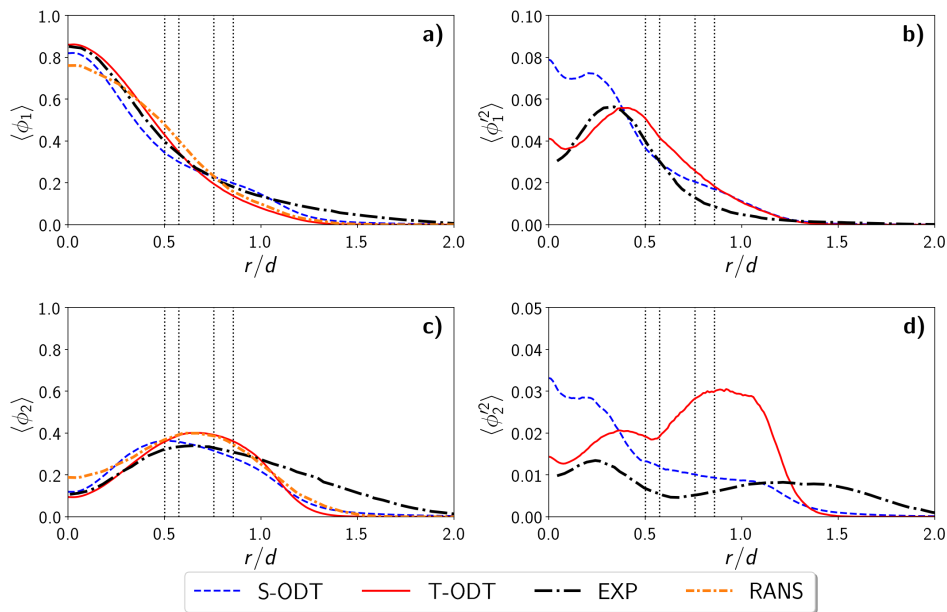 1.0
0.8
0.6
0.4
0.2
0.0
⟨ϕ₁⟩
a)
0.0 0.5 1.0 1.5 2.0
r/d
0.10
0.08
0.06
0.04
0.02
0.00
⟨ϕ₁′²⟩
b)
0.0 0.5 1.0 1.5 2.0
r/d
1.0
0.8
0.6
0.4
0.2
0.0
⟨ϕ₂⟩
c)
0.0 0.5 1.0 1.5 2.0
r/d
0.05
0.04
0.03
0.02
0.01
0.00
⟨ϕ₂′²⟩
d)
0.0 0.5 1.0 1.5 2.0
r/d
S-ODT T-ODT EXP RANS